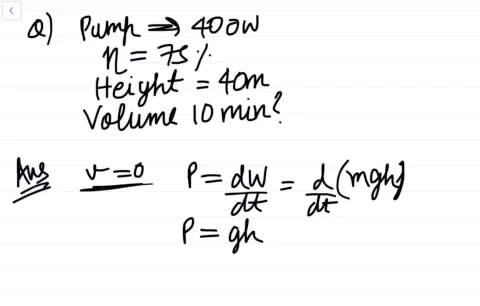 Q) Pump ⇒ 400W
η = 75%
Height = 40m
Volume 10 min?
Ans v=0 P = dW/dt = d/dt (mgh)
P = gh